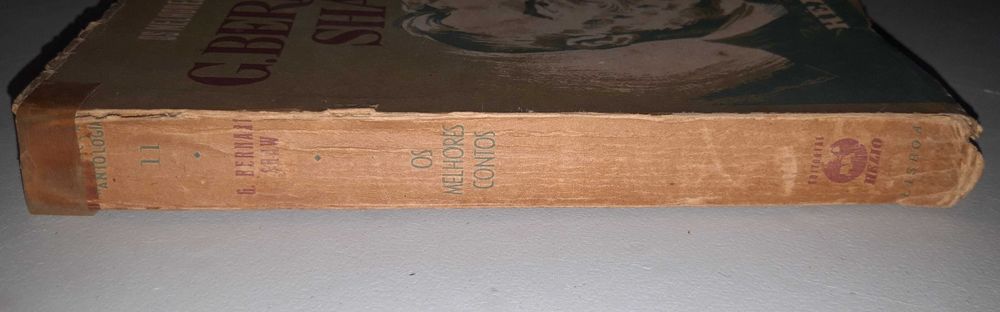 ANTOLOGIA
11
G. BERNARD
SHAW
OS
MELHORES
CONTOS
EDITORIAL
HÉLIO
LISBOA
G. BER
SHA